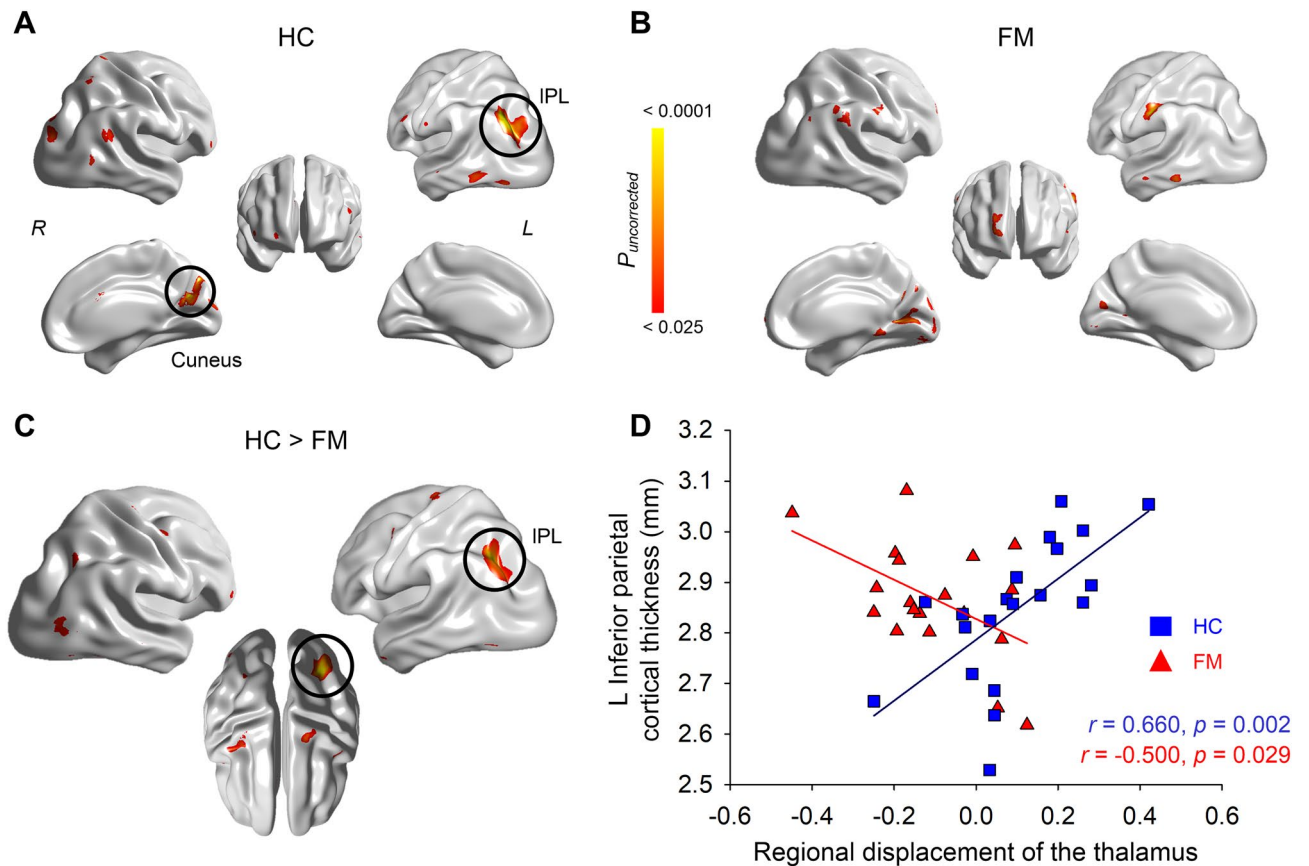 A
HC
IPL
R
L
Cuneus
< 0.0001
Puncorrected
< 0.025
B
FM
C
HC > FM
IPL
D
3.2
3.1
3.0
2.9
2.8
2.7
2.6
2.5
L Inferior parietal
cortical thickness (mm)
HC
FM
r = 0.660, p = 0.002
r = -0.500, p = 0.029
-0.6 -0.4 -0.2 0.0 0.2 0.4 0.6
Regional displacement of the thalamus